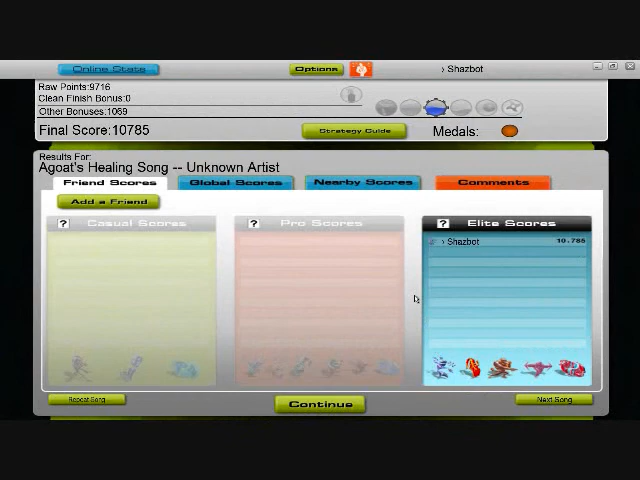 Online Stats Options › Shazbot
Raw Points:9716
Clean Finish Bonus:0
Other Bonuses:1069
Final Score:10785 Strategy Guide Medals:
Results For:
Agoat's Healing Song -- Unknown Artist
Friend Scores Global Scores Nearby Scores Comments
Add a Friend
? Casual Scores ? Pro Scores ? Elite Scores
› Shazbot 10,785
Repeat Song Continue Next Song